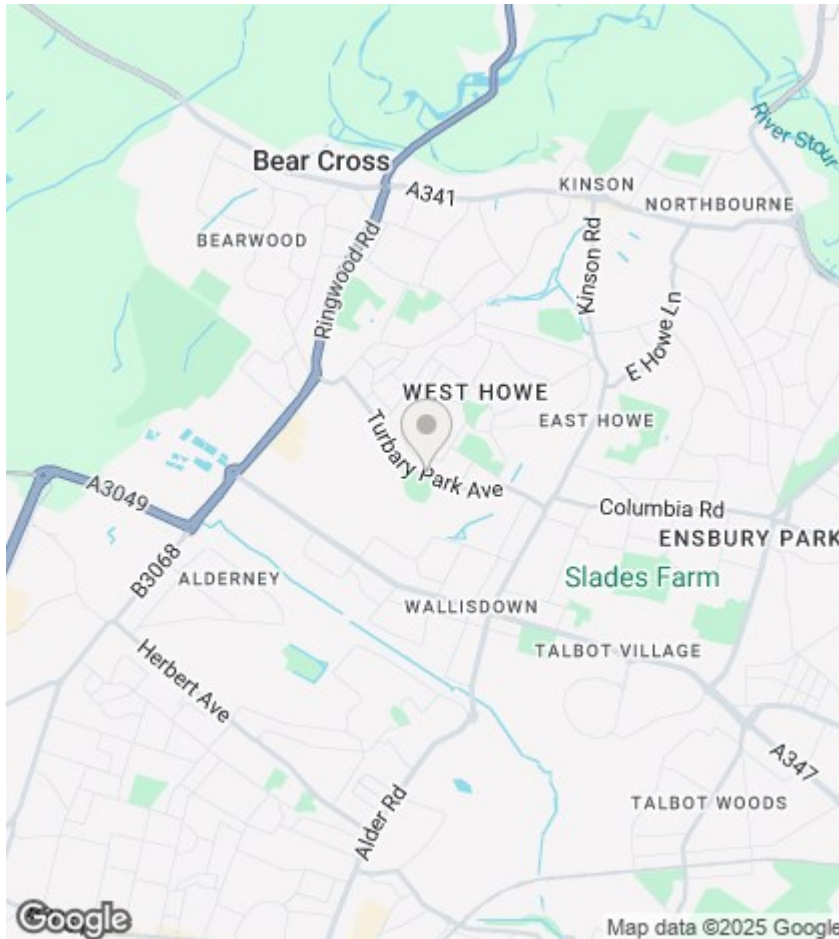 River Stour
Bear Cross
A341
KINSON
NORTHBOURNE
BEARWOOD
Ringwood Rd
Kinson Rd
E Howe Ln
WEST HOWE
EAST HOWE
Turbary Park Ave
A3049
Columbia Rd
ENSBURY PARK
B3068
ALDERNEY
Slades Farm
WALLISDOWN
TALBOT VILLAGE
Herbert Ave
A347
TALBOT WOODS
Alder Rd
Google
Map data ©2025 Google